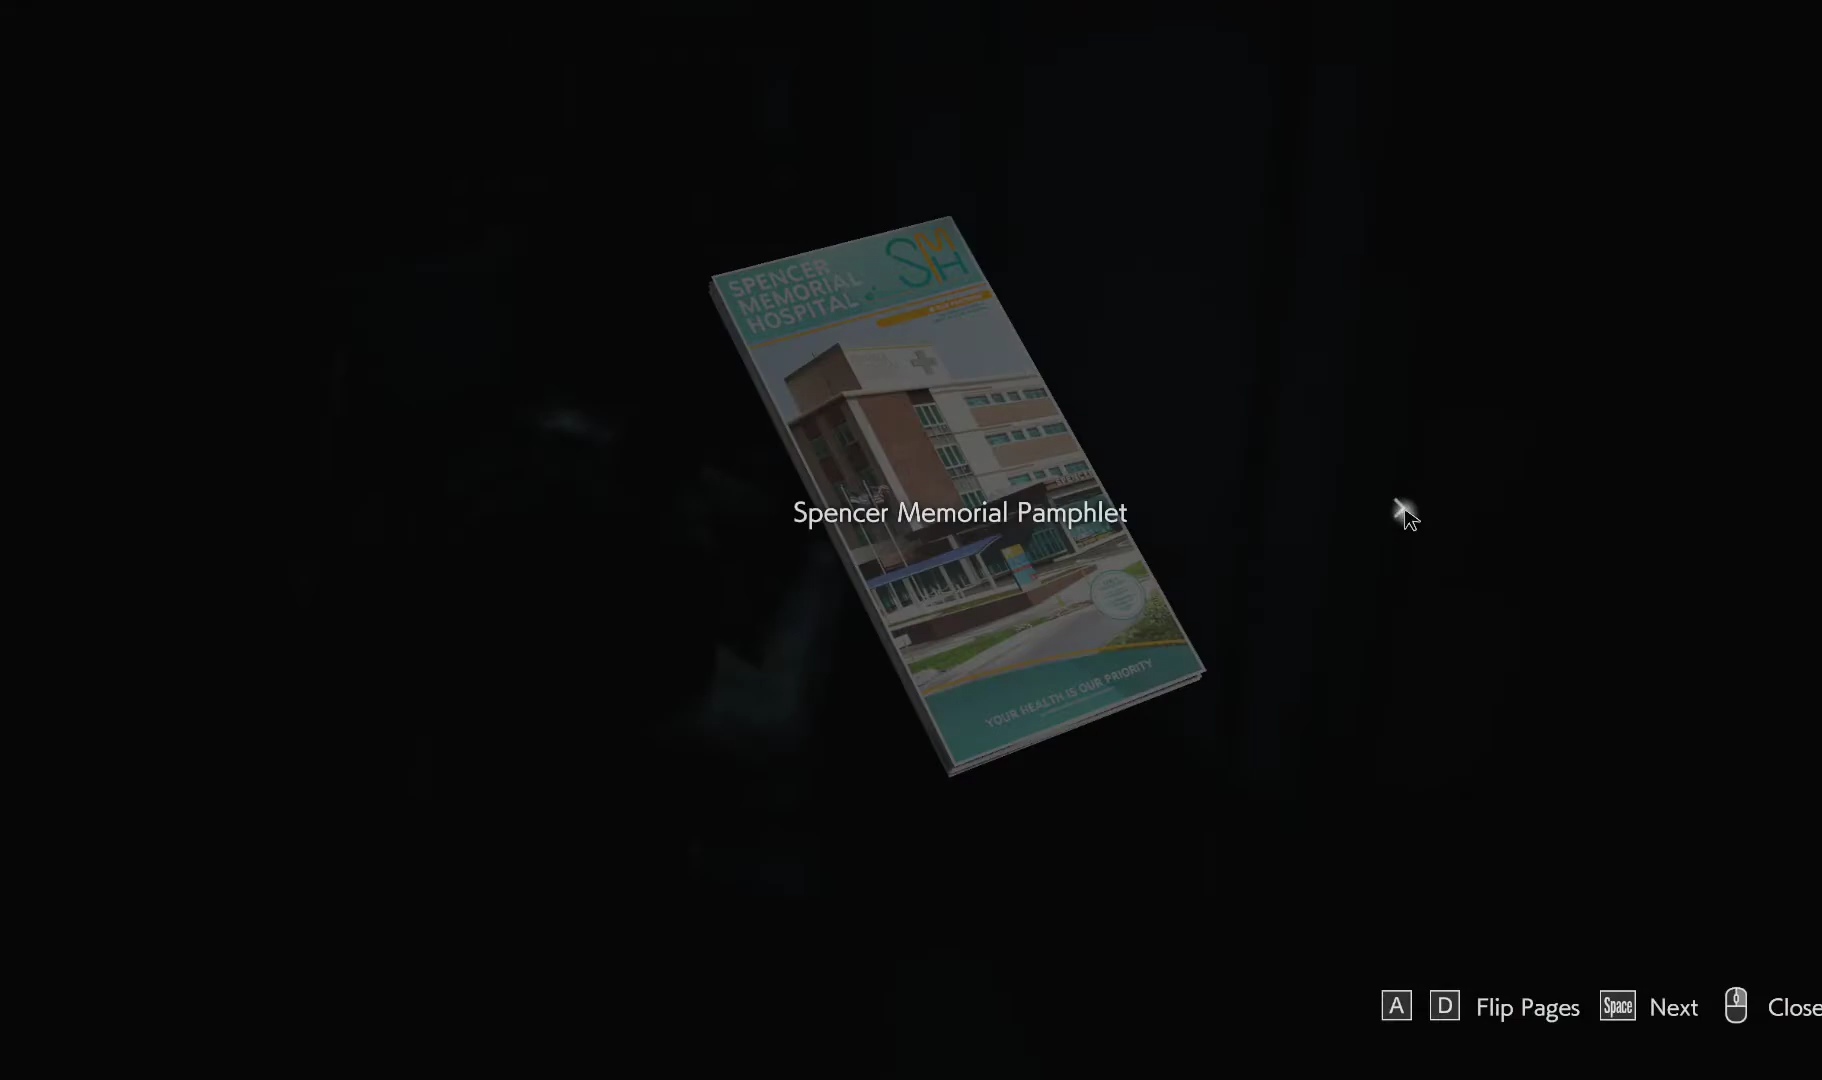 SPENCER
MEMORIAL
HOSPITAL
SMH
Spencer Memorial Pamphlet
YOUR HEALTH IS OUR PRIORITY
A D Flip Pages Space Next Close